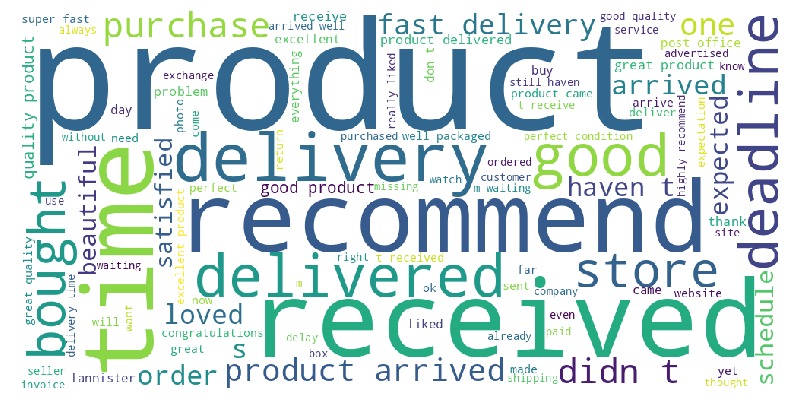 super fast
always
purchase
receive
arrived well
excellent
fast delivery
product delivered
good quality
service
one
post office
advertised
great product
know
product
quality product
exchange
problem
day
photo
come
everything
really liked
don t
buy
still haven
product came
t receive
arrived
arrive
deliver
deadline
without
need
purchased
well packaged
perfect condition
highly recommend
expectation
expected
delivery
return
ordered
customer
good
bought
use
beautiful
time
satisfied
perfect
good product
missing
watch
m waiting
haven t
recommend
thank
site
great quality
delivery time
waiting
will
want
excellent product
now
delivered
right
t received
m
ok
sent
far
company
store
came
website
loved
congratulations
great
s
received
delay
liked
already
even
paid
schedule
seller
invoice
lannister
order
box
product arrived
made
shipping
didn t
yet
thought